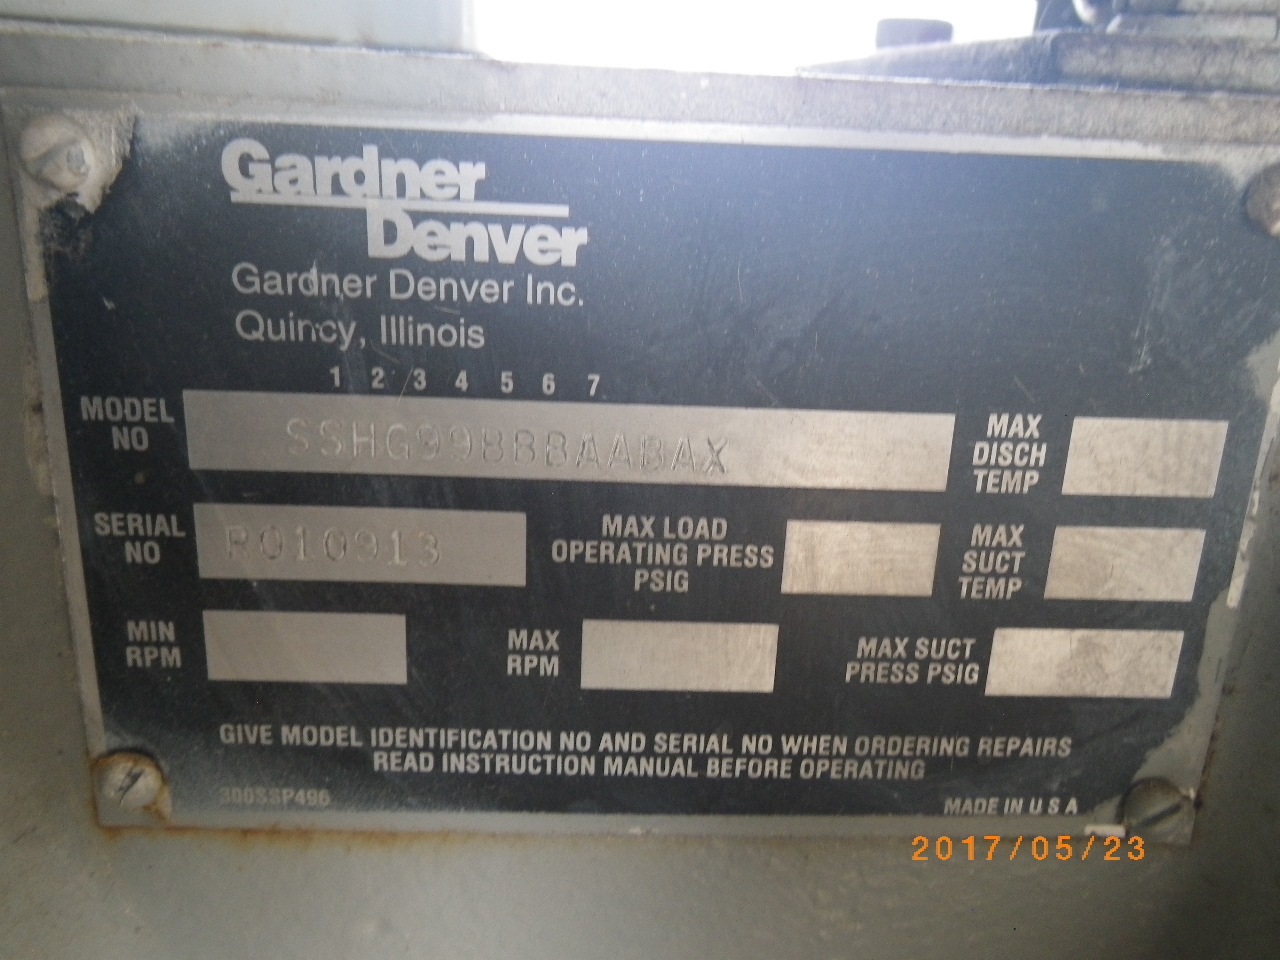 Gardner
Denver
Gardner Denver Inc.
Quincy, Illinois
1 2 3 4 5 6 7
MODEL NO SSHG99BBBAABAX
MAX DISCH TEMP
SERIAL NO R010913
MAX LOAD OPERATING PRESS PSIG
MAX SUCT TEMP
MIN RPM
MAX RPM
MAX SUCT PRESS PSIG
GIVE MODEL IDENTIFICATION NO AND SERIAL NO WHEN ORDERING REPAIRS
READ INSTRUCTION MANUAL BEFORE OPERATING
300SSP496
MADE IN U S A
2017/05/23